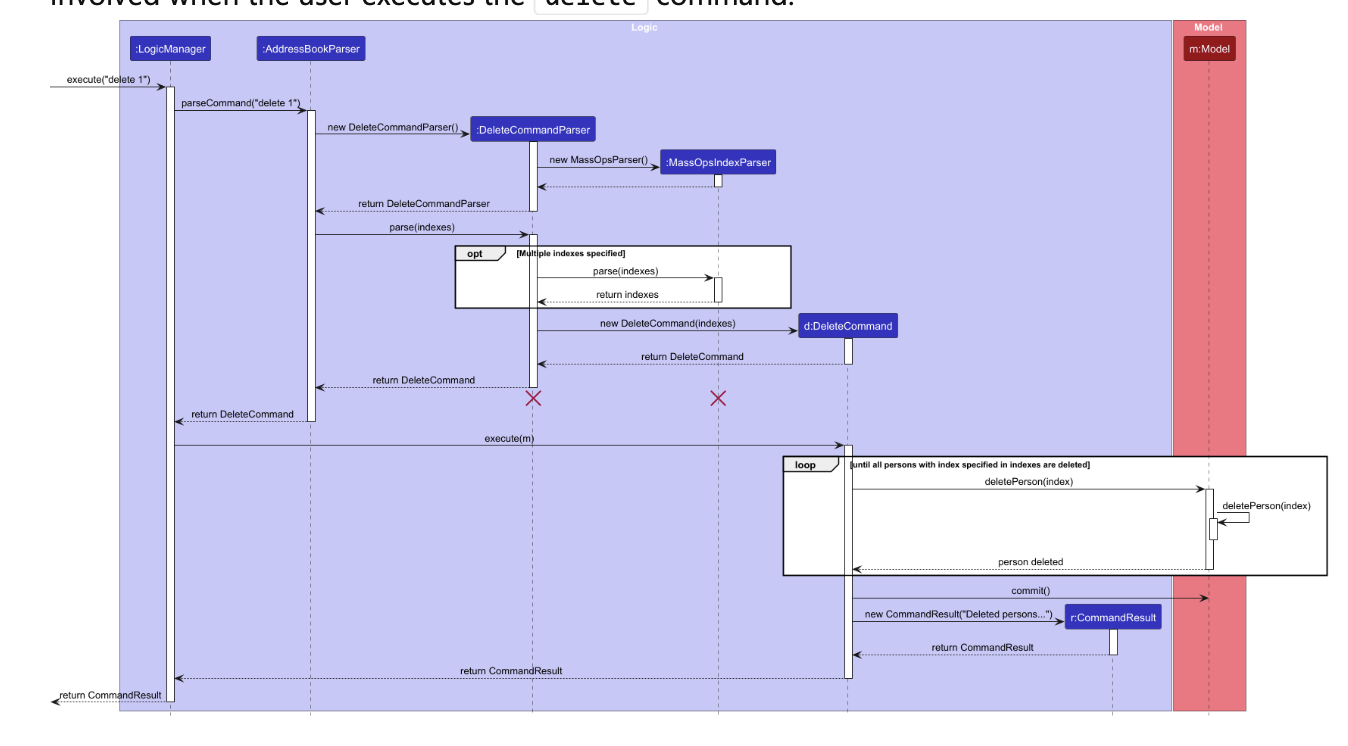 involved when the user executes the delete command.
Logic
Model
:LogicManager
:AddressBookParser
m:Model
execute("delete 1")
parseCommand("delete 1")
new DeleteCommandParser()
:DeleteCommandParser
new MassOpsParser()
:MassOpsIndexParser
return DeleteCommandParser
parse(indexes)
opt
[Multiple indexes specified]
parse(indexes)
return indexes
new DeleteCommand(indexes)
d:DeleteCommand
return DeleteCommand
return DeleteCommand
return DeleteCommand
execute(m)
loop
[until all persons with index specified in indexes are deleted]
deletePerson(index)
deletePerson(index)
person deleted
commit()
new CommandResult("Deleted persons...")
r:CommandResult
return CommandResult
return CommandResult
return CommandResult